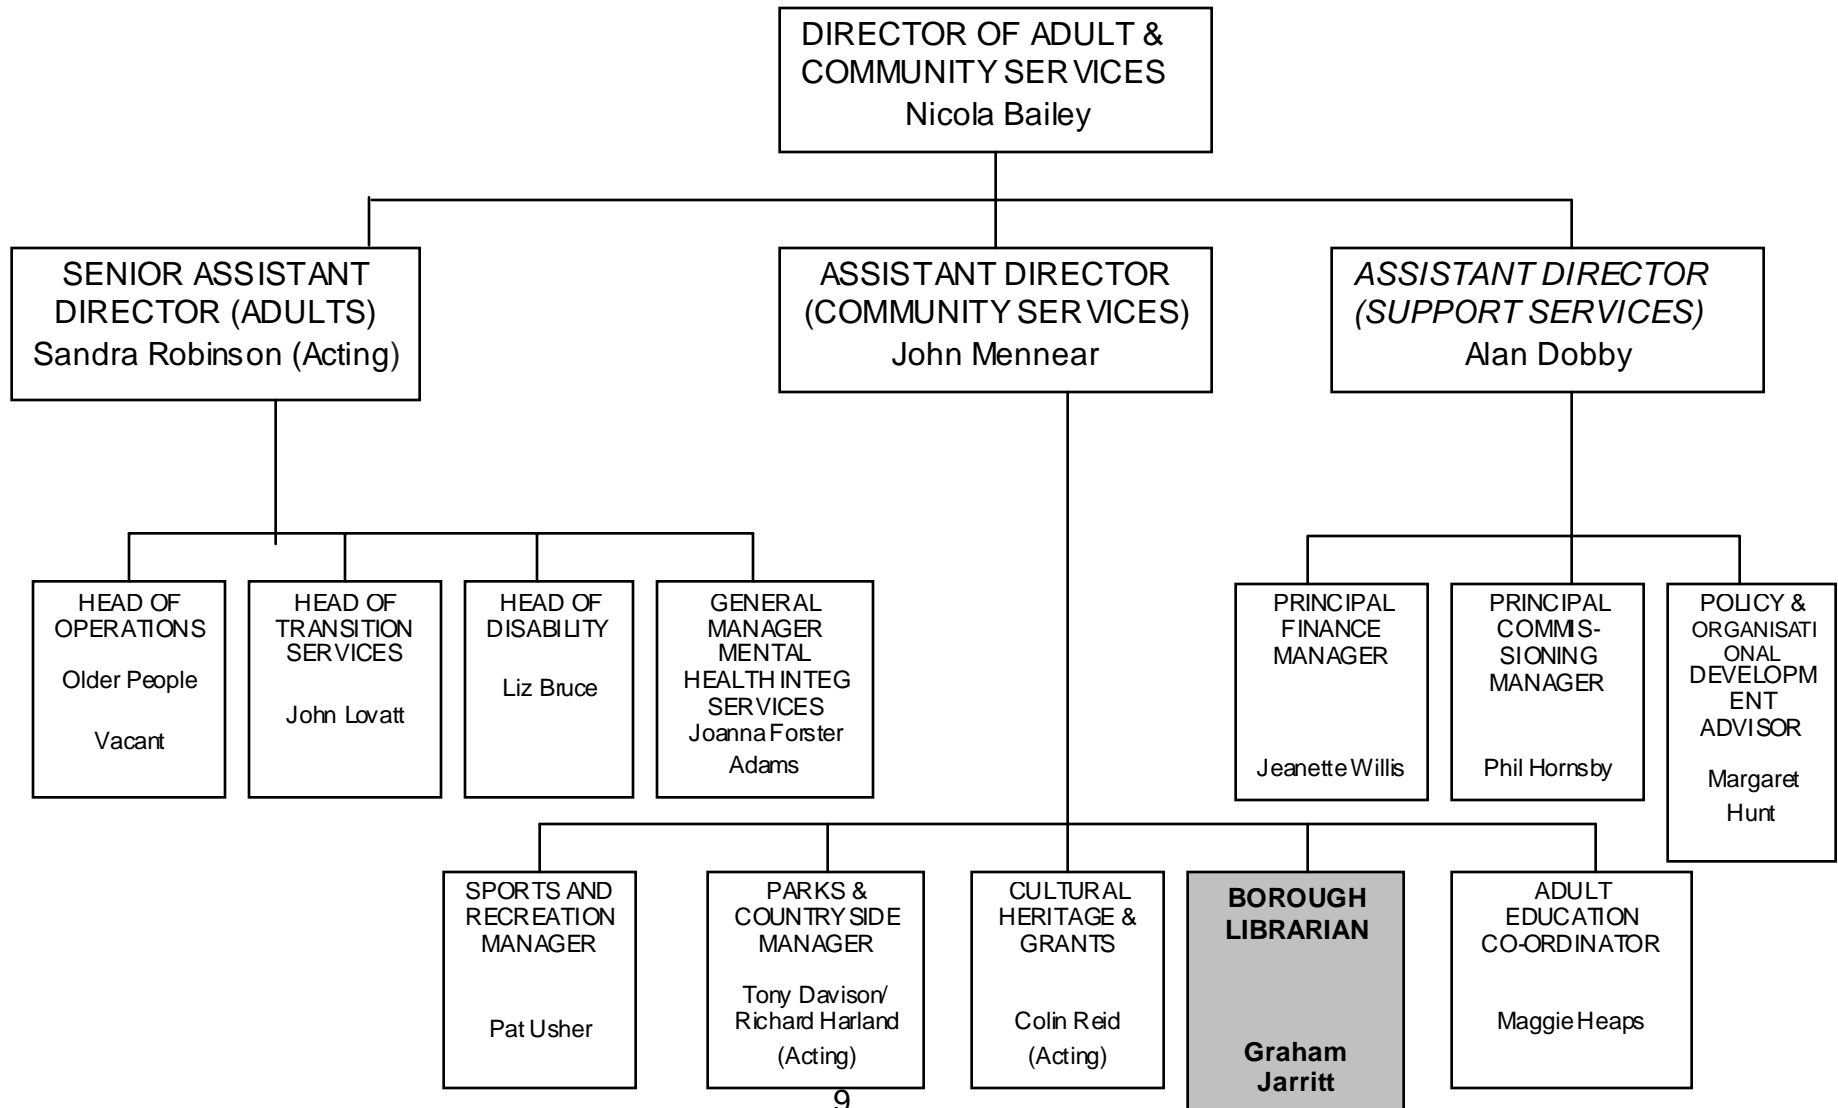 DIRECTOR OF ADULT &
COMMUNITY SERVICES
Nicola Bailey
SENIOR ASSISTANT
DIRECTOR (ADULTS)
Sandra Robinson (Acting)
ASSISTANT DIRECTOR
(COMMUNITY SERVICES)
John Mennear
ASSISTANT DIRECTOR
(SUPPORT SERVICES)
Alan Dobby
HEAD OF
OPERATIONS
Older People
Vacant
HEAD OF
TRANSITION
SERVICES
John Lovatt
HEAD OF
DISABILITY
Liz Bruce
GENERAL
MANAGER
MENTAL
HEALTH INTEG
SERVICES
Joanna Forster
Adams
PRINCIPAL
FINANCE
MANAGER
Jeanette Willis
PRINCIPAL
COMMIS-
SIONING
MANAGER
Phil Hornsby
POLICY &
ORGANISATI
ONAL
DEVELOPM
ENT
ADVISOR
Margaret
Hunt
SPORTS AND
RECREATION
MANAGER
Pat Usher
PARKS &
COUNTRYSIDE
MANAGER
Tony Davison/
Richard Harland
(Acting)
CULTURAL
HERITAGE &
GRANTS
Colin Reid
(Acting)
BOROUGH
LIBRARIAN
Graham
Jarritt
ADULT
EDUCATION
CO-ORDINATOR
Maggie Heaps
9